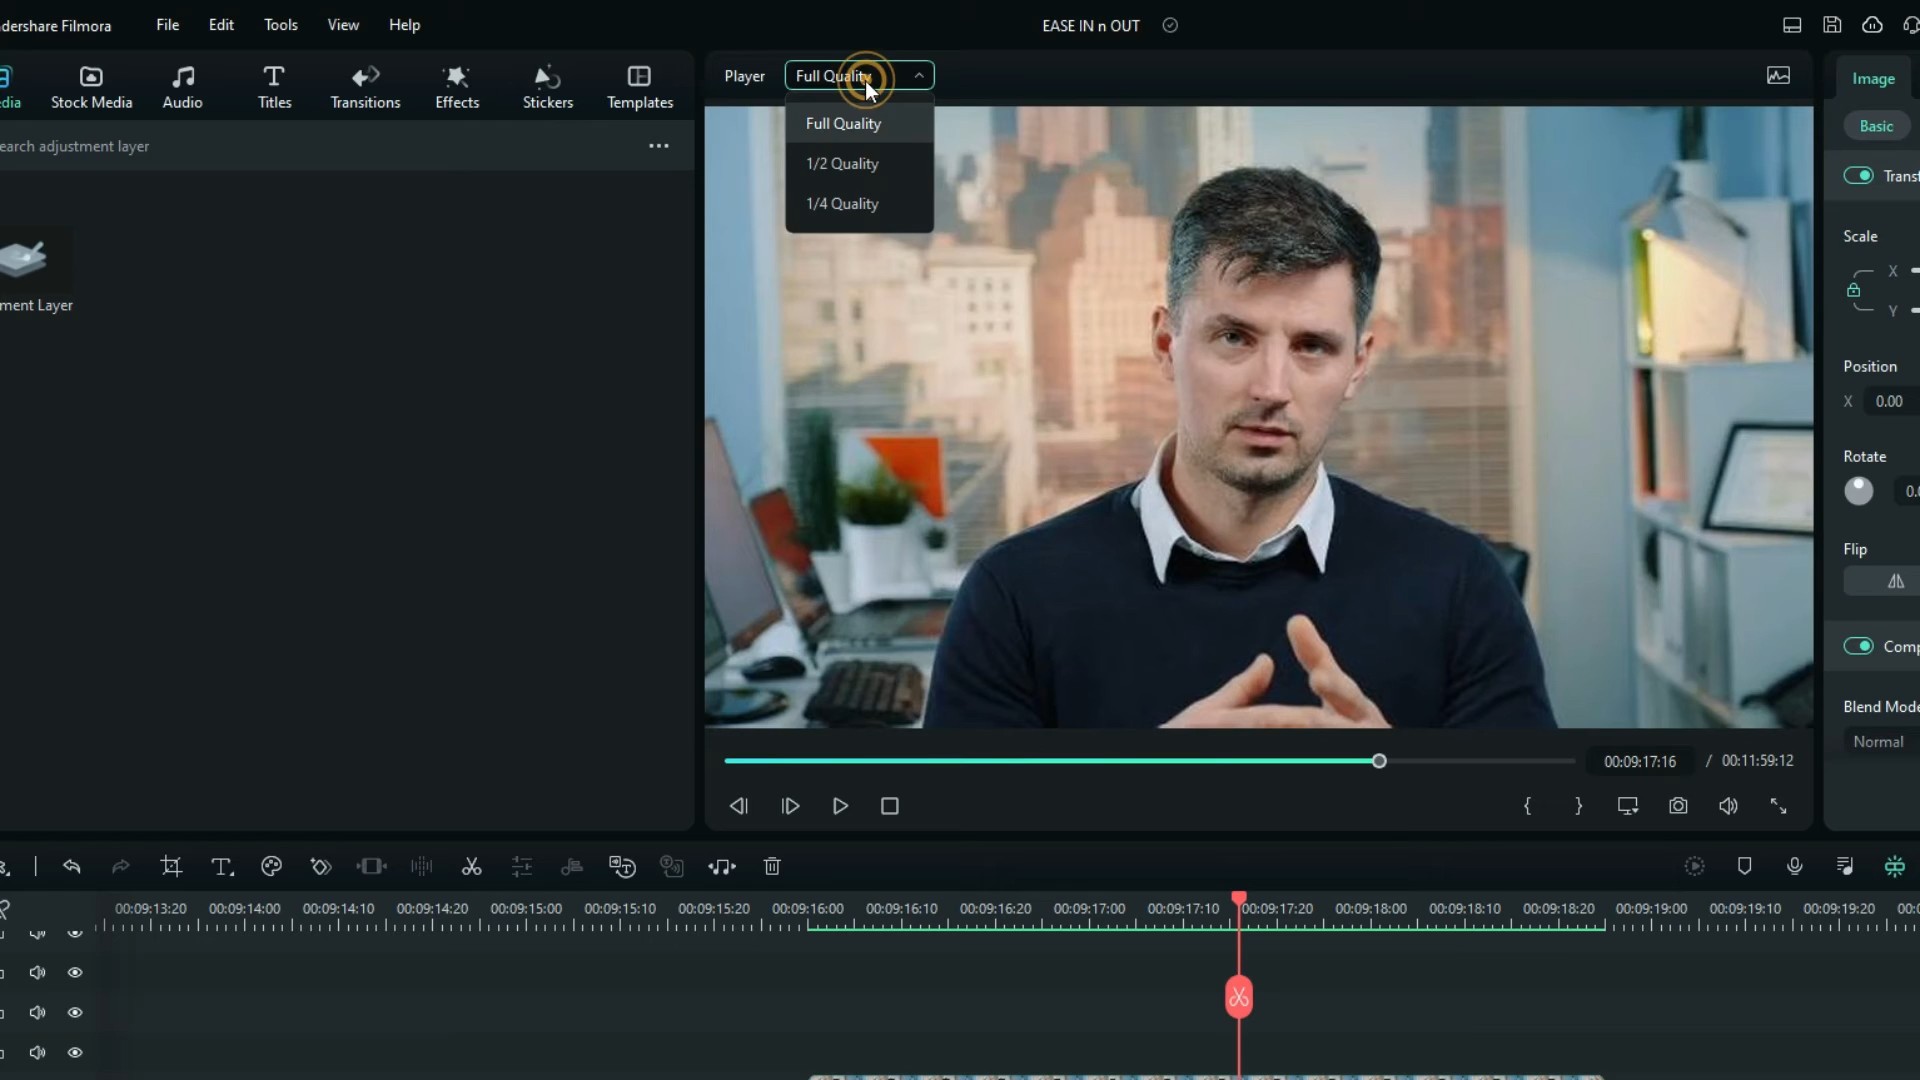 dershare Filmora
File
Edit
Tools
View
Help
EASE IN n OUT
dia
Stock Media
Audio
Titles
Transitions
Effects
Stickers
Templates
Player
Full Quality
Full Quality
1/2 Quality
1/4 Quality
earch adjustment layer
ment Layer
Image
Basic
Transf
Scale
X
Y
Position
X 0.00
Rotate
0.0
Flip
Comp
Blend Mode
Normal
00:09:17:16 / 00:11:59:12
{ }
00:09:13:20 00:09:14:00 00:09:14:10 00:09:14:20 00:09:15:00 00:09:15:10 00:09:15:20 00:09:16:00 00:09:16:10 00:09:16:20 00:09:17:00 00:09:17:10 00:09:17:20 00:09:18:00 00:09:18:10 00:09:18:20 00:09:19:00 00:09:19:10 00:09:19:20 00:0